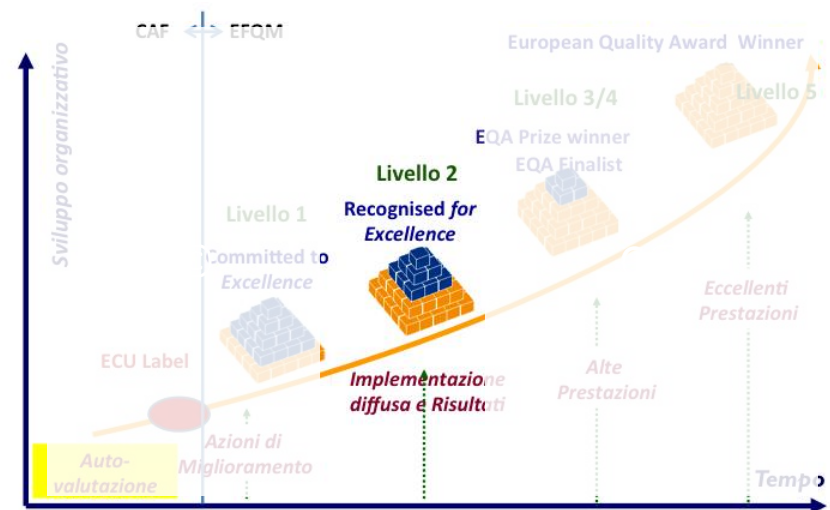 CAF EFQM
European Quality Award Winner
Sviluppo organizzativo
Livello 5
Livello 3/4
EQA Prize winner
EQA Finalist
Livello 2
Recognised for
Excellence
Livello 1
Committed to
Excellence
Eccellenti
Prestazioni
ECU Label
Alte
Prestazioni
Implementazione
diffusa e Risultati
Azioni di
Miglioramento
Auto-
valutazione
Tempo